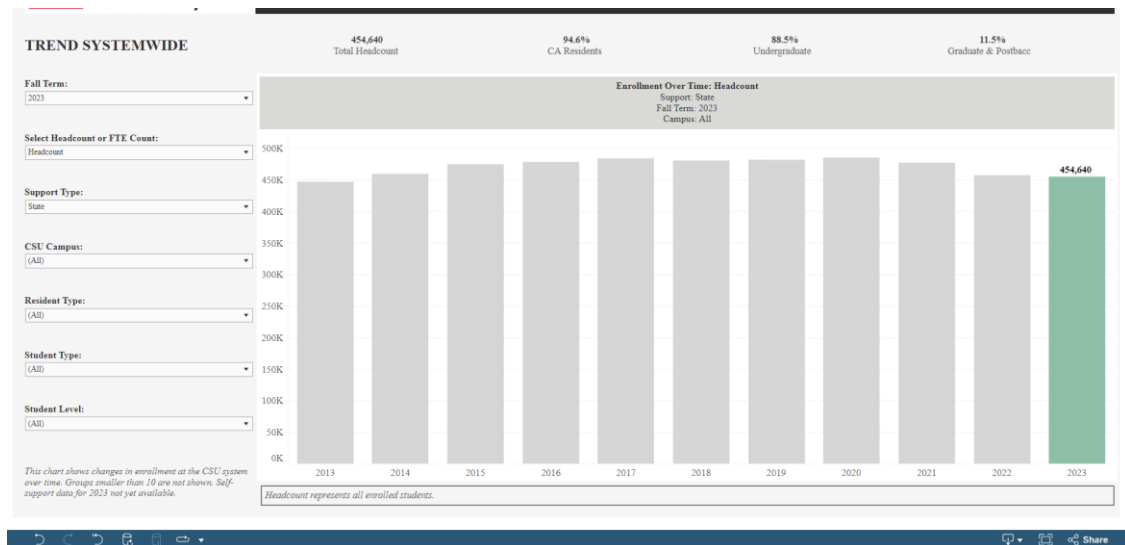 TREND SYSTEMWIDE
454,640
Total Headcount
94.6%
CA Residents
88.5%
Undergraduate
11.5%
Graduate & Postbacc
Fall Term:
2023
Select Headcount or FTE Count:
Headcount
Support Type:
State
CSU Campus:
(All)
Resident Type:
(All)
Student Type:
(All)
Student Level:
(All)
This chart shows changes in enrollment at the CSU system
over time. Groups smaller than 10 are not shown. Self-
support data for 2023 not yet available.
Enrollment Over Time: Headcount
Support: State
Fall Term: 2023
Campus: All
500K
450K
400K
350K
300K
250K
200K
150K
100K
50K
0K
454,640
2013 2014 2015 2016 2017 2018 2019 2020 2021 2022 2023
Headcount represents all enrolled students.
Share